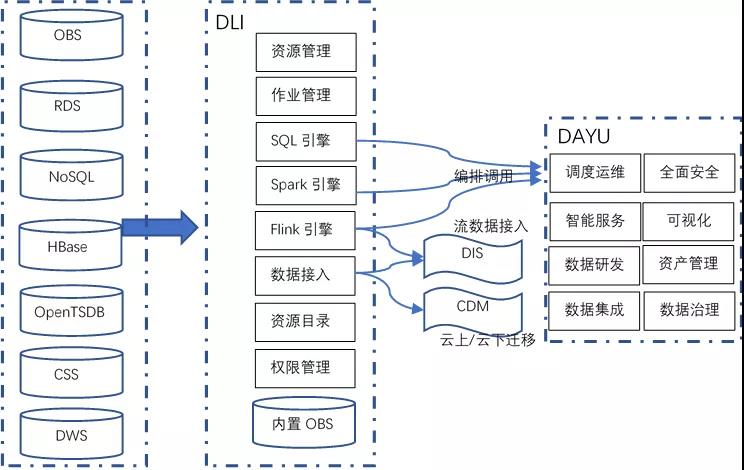 OBS
RDS
NoSQL
HBase
OpenTSDB
CSS
DWS
DLI
资源管理
作业管理
SQL 引擎
Spark 引擎
Flink 引擎
数据接入
资源目录
权限管理
内置 OBS
编排调用
流数据接入
DIS
CDM
云上/云下迁移
DAYU
调度运维
全面安全
智能服务
可视化
数据研发
资产管理
数据集成
数据治理